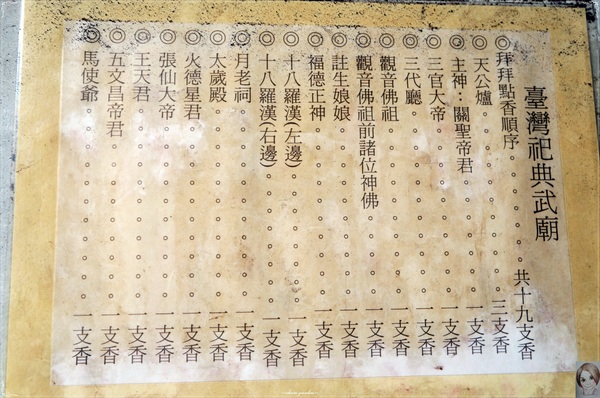 臺灣祀典武廟
◎拜拜點香順序。。。。。共十九支香
◎天公爐。。。。。。。。三支香
◎主神：關聖帝君。。。。。一支香
◎三官大帝。。。。。。。一支香
◎三代廳。。。。。。。。一支香
◎觀音佛祖。。。。。。。一支香
◎觀音佛祖前諸位神佛。。。。一支香
◎註生娘娘。。。。。。。一支香
◎福德正神。。。。。。。一支香
◎十八羅漢(左邊)。。。。。一支香
◎十八羅漢(右邊)。。。。。一支香
◎月老祠。。。。。。。。一支香
◎太歲殿。。。。。。。。一支香
◎火德星君。。。。。。。一支香
◎張仙大帝。。。。。。。一支香
◎王天君。。。。。。。。一支香
◎五文昌帝君。。。。。。一支香
◎馬使爺。。。。。。。。一支香